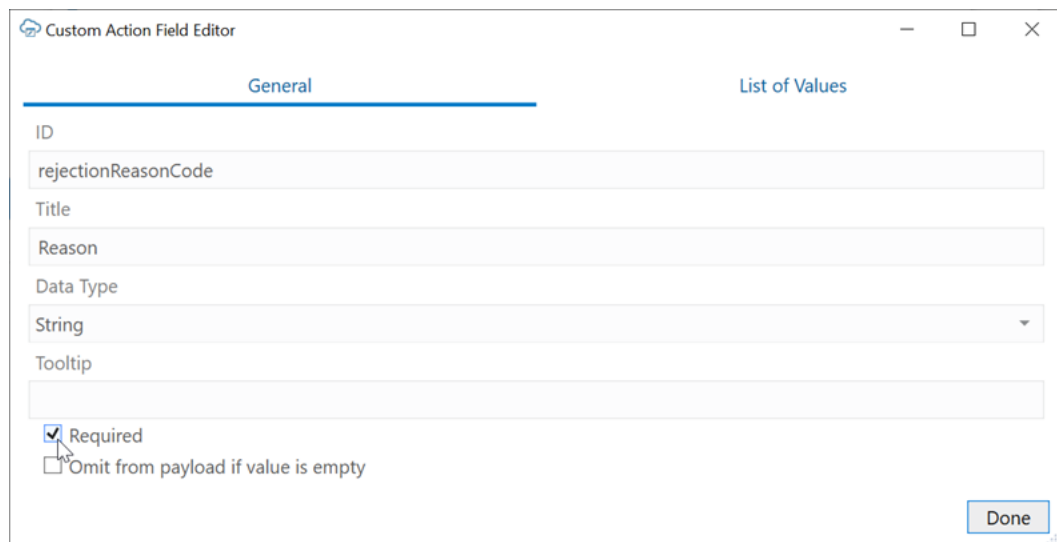 Custom Action Field Editor
General List of Values
ID
rejectionReasonCode
Title
Reason
Data Type
String
Tooltip
Required
Omit from payload if value is empty
Done